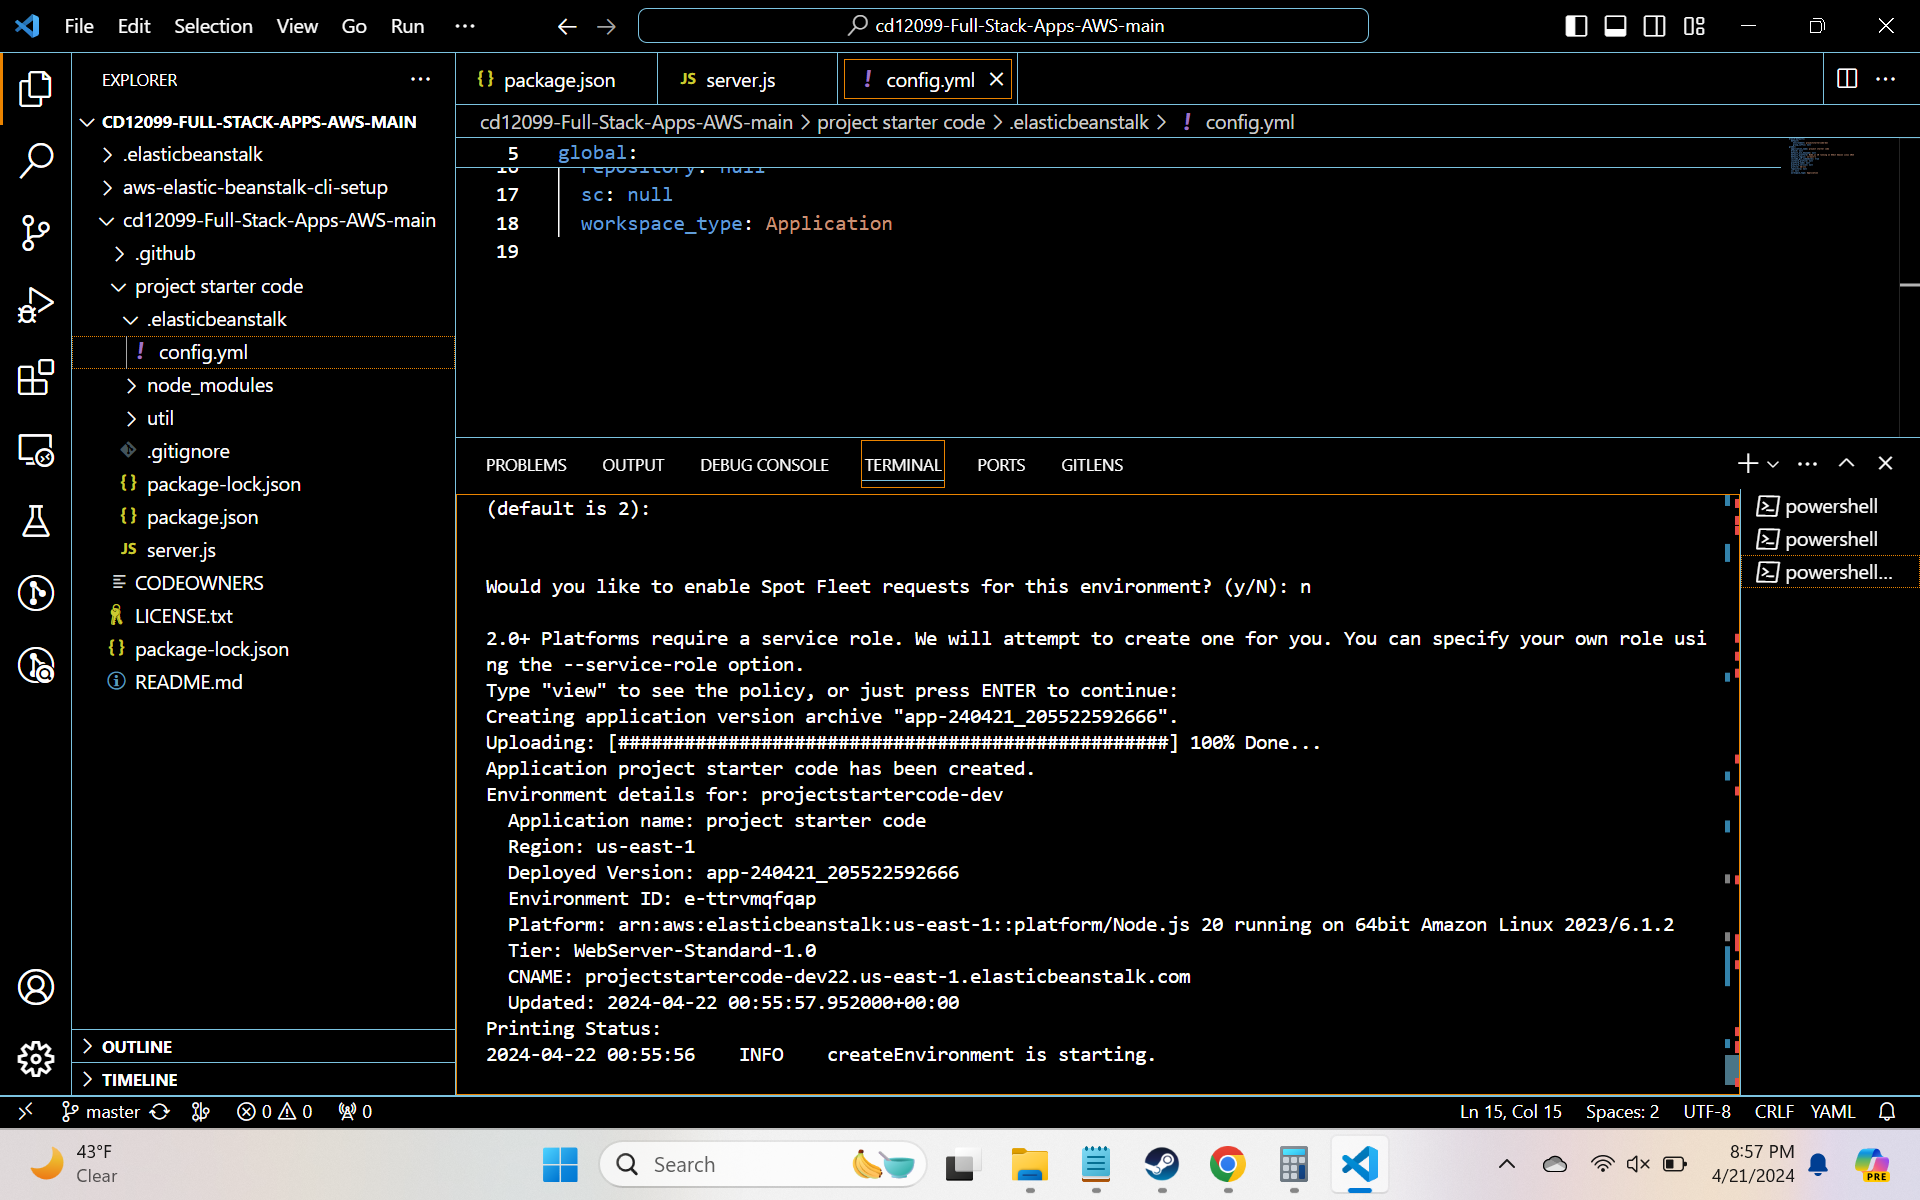 File Edit Selection View Go Run ···
cd12099-Full-Stack-Apps-AWS-main
EXPLORER
CD12099-FULL-STACK-APPS-AWS-MAIN
.elasticbeanstalk
aws-elastic-beanstalk-cli-setup
cd12099-Full-Stack-Apps-AWS-main
.github
project starter code
.elasticbeanstalk
! config.yml
node_modules
util
.gitignore
{} package-lock.json
{} package.json
JS server.js
CODEOWNERS
LICENSE.txt
{} package-lock.json
README.md
OUTLINE
TIMELINE
{} package.json
JS server.js
! config.yml
cd12099-Full-Stack-Apps-AWS-main > project starter code > .elasticbeanstalk > ! config.yml
5 global:
16 repository: null
17 sc: null
18 workspace_type: Application
19
PROBLEMS OUTPUT DEBUG CONSOLE TERMINAL PORTS GITLENS
(default is 2):
Would you like to enable Spot Fleet requests for this environment? (y/N): n
2.0+ Platforms require a service role. We will attempt to create one for you. You can specify your own role usi
ng the --service-role option.
Type "view" to see the policy, or just press ENTER to continue:
Creating application version archive "app-240421_205522592666".
Uploading: [##################################################] 100% Done...
Application project starter code has been created.
Environment details for: projectstartercode-dev
Application name: project starter code
Region: us-east-1
Deployed Version: app-240421_205522592666
Environment ID: e-ttrvmqfqap
Platform: arn:aws:elasticbeanstalk:us-east-1::platform/Node.js 20 running on 64bit Amazon Linux 2023/6.1.2
Tier: WebServer-Standard-1.0
CNAME: projectstartercode-dev22.us-east-1.elasticbeanstalk.com
Updated: 2024-04-22 00:55:57.952000+00:00
Printing Status:
2024-04-22 00:55:56 INFO createEnvironment is starting.
powershell
powershell
powershell...
master 0 0 0
Ln 15, Col 15 Spaces: 2 UTF-8 CRLF YAML
43°F
Clear
Search
8:57 PM
4/21/2024
PRE